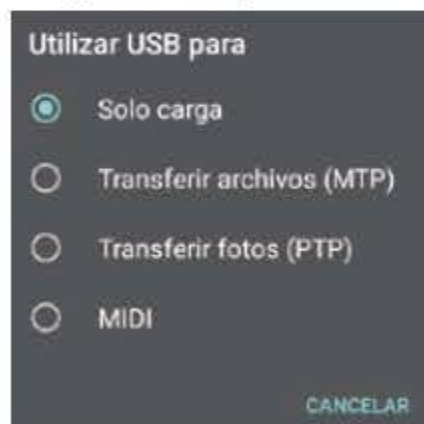 Utilizar USB para
Solo carga
Transferir archivos (MTP)
Transferir fotos (PTP)
MIDI
CANCELAR